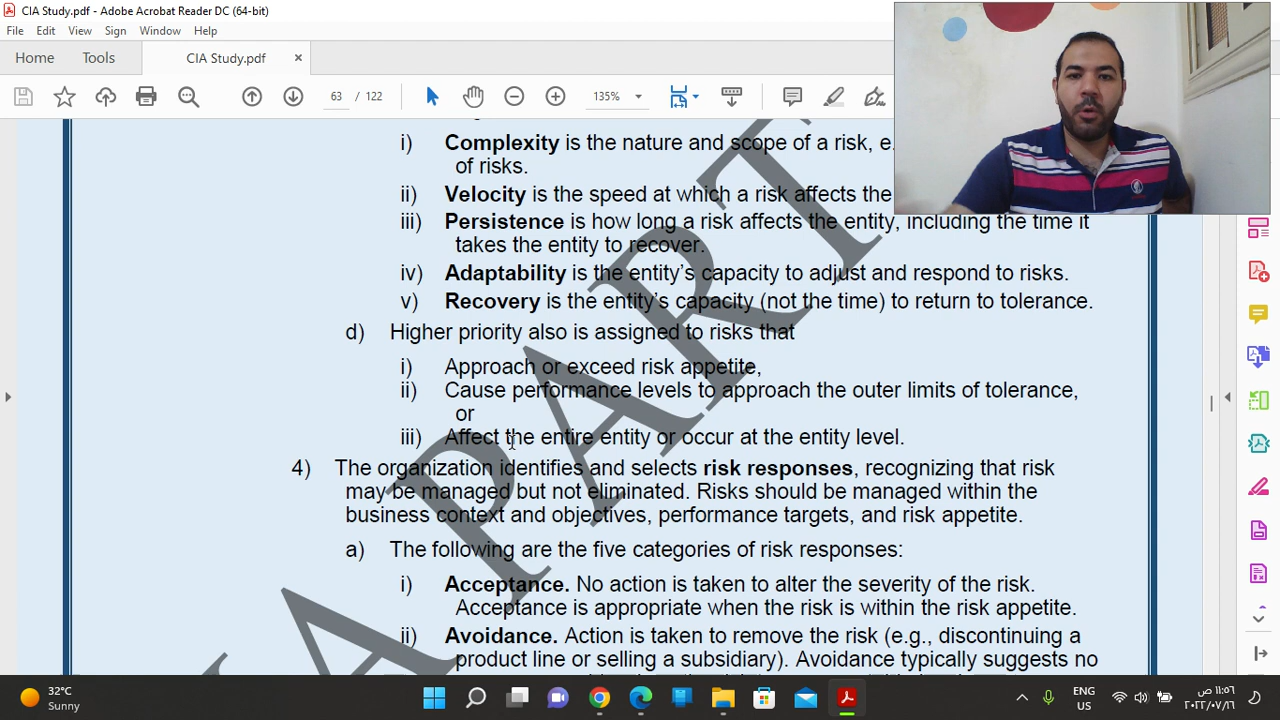 CIA Study.pdf - Adobe Acrobat Reader DC (64-bit)
File Edit View Sign Window Help
Home Tools CIA Study.pdf ×
63 / 122 135%
i) Complexity is the nature and scope of a risk, e.
of risks.
ii) Velocity is the speed at which a risk affects the
iii) Persistence is how long a risk affects the entity, including the time it
takes the entity to recover.
iv) Adaptability is the entity's capacity to adjust and respond to risks.
v) Recovery is the entity's capacity (not the time) to return to tolerance.
d) Higher priority also is assigned to risks that
i) Approach or exceed risk appetite,
ii) Cause performance levels to approach the outer limits of tolerance,
or
iii) Affect the entire entity or occur at the entity level.
4) The organization identifies and selects risk responses, recognizing that risk
may be managed but not eliminated. Risks should be managed within the
business context and objectives, performance targets, and risk appetite.
a) The following are the five categories of risk responses:
i) Acceptance. No action is taken to alter the severity of the risk.
Acceptance is appropriate when the risk is within the risk appetite.
ii) Avoidance. Action is taken to remove the risk (e.g., discontinuing a
product line or selling a subsidiary). Avoidance typically suggests no
IA PART
32°C
Sunny
ENG
US
١١:٥٦ ص
٢٠٢٢/٠٧/١٦